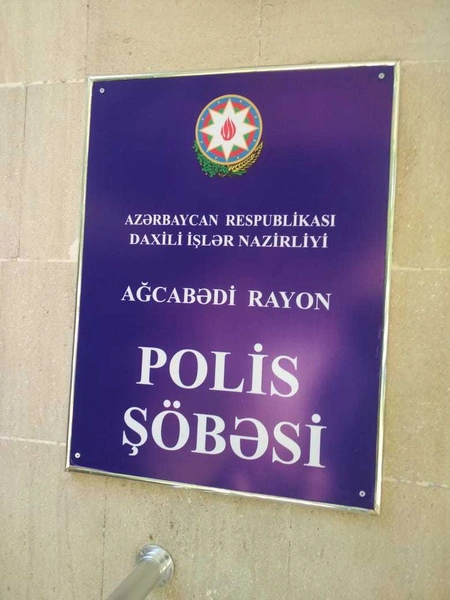 AZƏRBAYCAN RESPUBLİKASI
DAXİLİ İŞLƏR NAZİRLİYİ
AĞCABƏDİ RAYON
POLİS
ŞÖBƏSİ